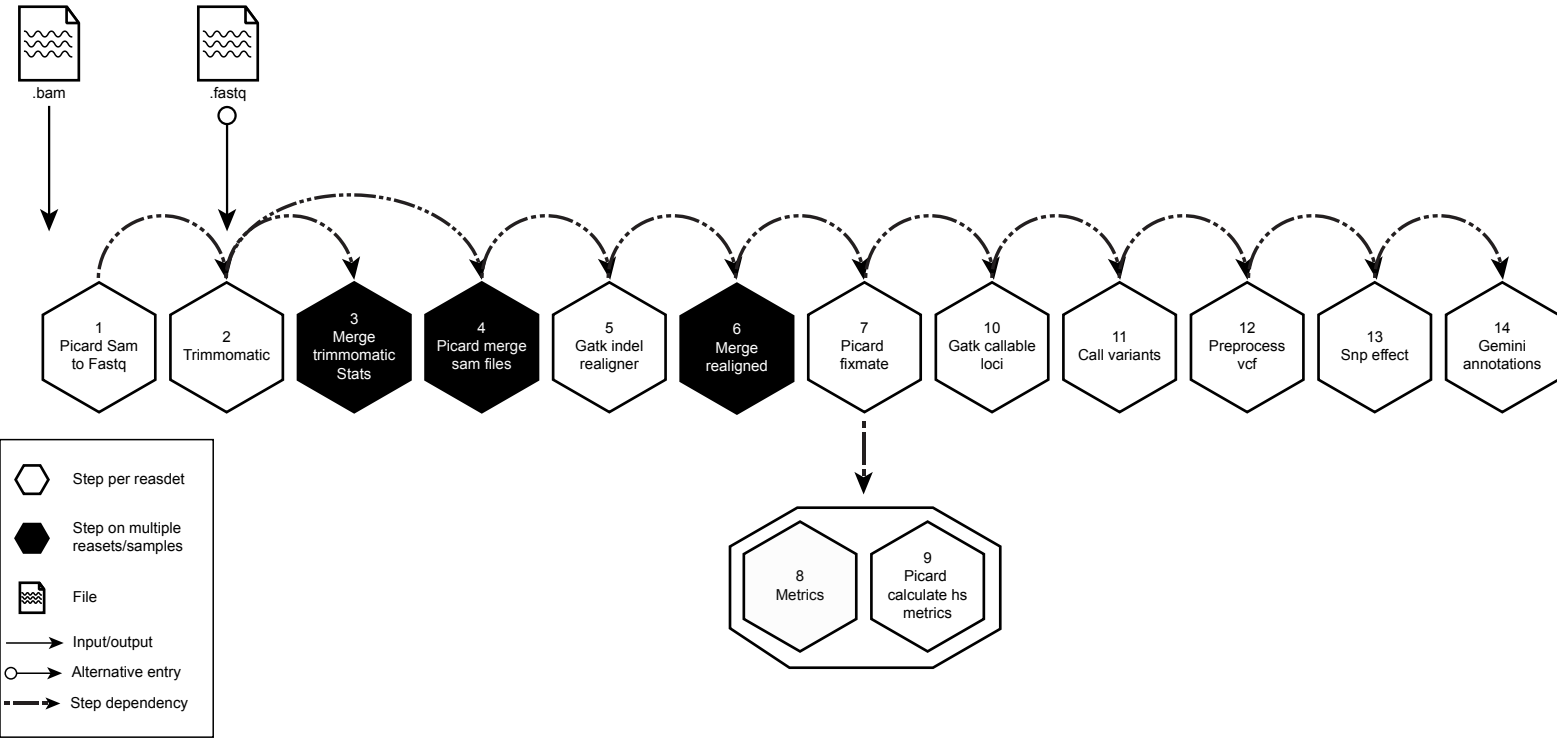 .bam
.fastq
1
Picard Sam
to Fastq
2
Trimmomatic
3
Merge
trimmomatic
Stats
4
Picard merge
sam files
5
Gatk indel
realigner
6
Merge
realigned
7
Picard
fixmate
10
Gatk callable
loci
11
Call variants
12
Preprocess
vcf
13
Snp effect
14
Gemini
annotations
8
Metrics
9
Picard
calculate hs
metrics
Step per reasdet
Step on multiple
reasets/samples
File
Input/output
Alternative entry
Step dependency